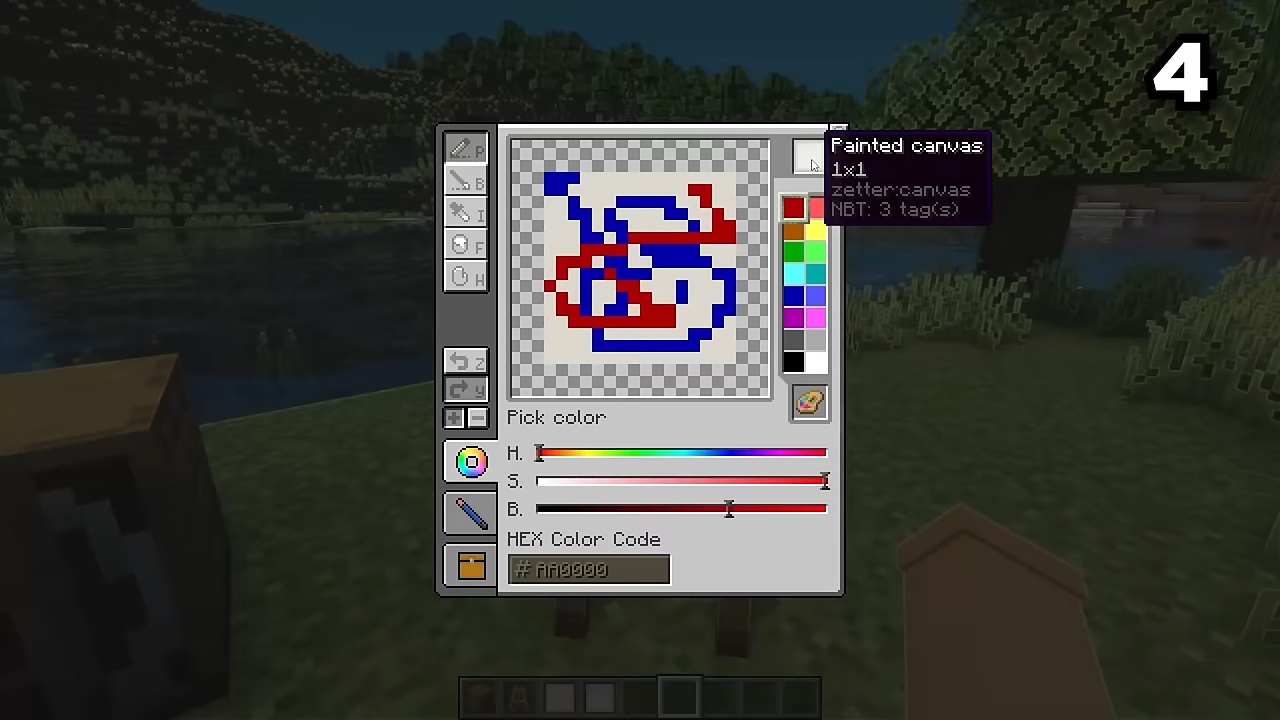 4
P
Painted canvas
1x1
B
zetter:canvas
I
NBT: 3 tag(s)
F
H
Z
y
Pick color
H.
S.
B.
HEX Color Code
# AA0000